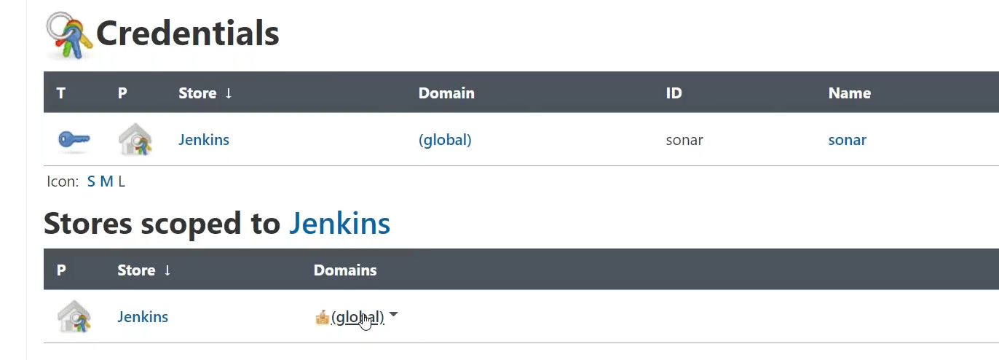 Credentials
T P Store ↓ Domain ID Name
Jenkins (global) sonar sonar
Icon: S M L
Stores scoped to Jenkins
P Store ↓ Domains
Jenkins (global)